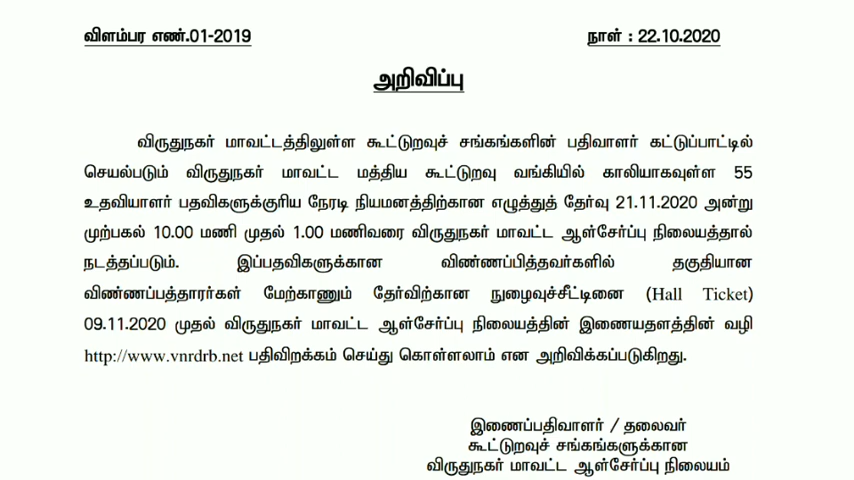 விளம்பர எண்.01-2019 நாள் : 22.10.2020
அறிவிப்பு
விருதுநகர் மாவட்டத்திலுள்ள கூட்டுறவுச் சங்கங்களின் பதிவாளர் கட்டுப்பாட்டில்
செயல்படும் விருதுநகர் மாவட்ட மத்திய கூட்டுறவு வங்கியில் காலியாகவுள்ள 55
உதவியாளர் பதவிகளுக்குரிய நேரடி நியமனத்திற்கான எழுத்துத் தேர்வு 21.11.2020 அன்று
முற்பகல் 10.00 மணி முதல் 1.00 மணிவரை விருதுநகர் மாவட்ட ஆள்சேர்ப்பு நிலையத்தால்
நடத்தப்படும். இப்பதவிகளுக்கான விண்ணப்பித்தவர்களில் தகுதியான
விண்ணப்பத்தாரர்கள் மேற்காணும் தேர்விற்கான நுழைவுச்சீட்டினை (Hall Ticket)
09.11.2020 முதல் விருதுநகர் மாவட்ட ஆள்சேர்ப்பு நிலையத்தின் இணையதளத்தின் வழி
http://www.vnrdrb.net பதிவிறக்கம் செய்து கொள்ளலாம் என அறிவிக்கப்படுகிறது.
இணைப்பதிவாளர் / தலைவர்
கூட்டுறவுச் சங்கங்களுக்கான
விருதுநகர் மாவட்ட ஆள்சேர்ப்பு நிலையம்